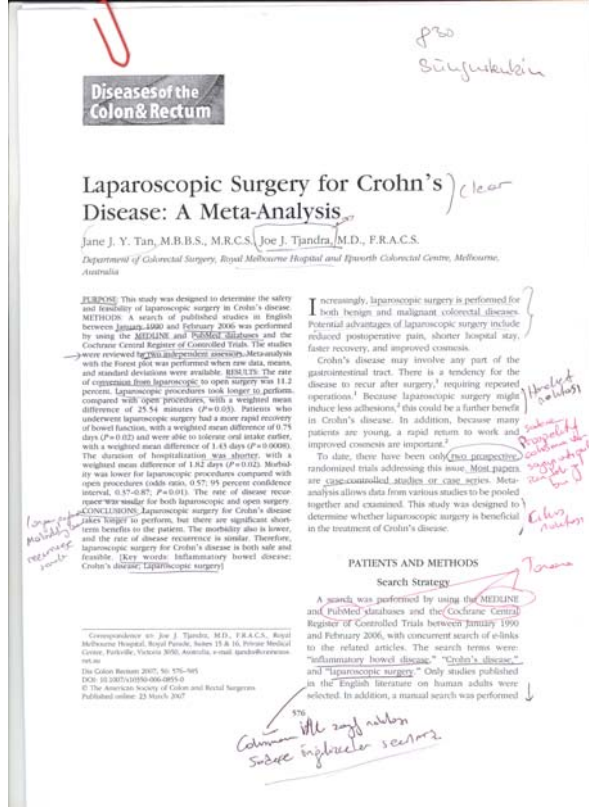 p30
Diseases of the
Colon & Rectum
Laparoscopic Surgery for Crohn's
Disease: A Meta-Analysis
clear
Jane J. Y. Tan, M.B.B.S., M.R.C.S., Joe J. Tjandra, M.D., F.R.A.C.S.
Department of Colorectal Surgery, Royal Melbourne Hospital and Epworth Colorectal Centre, Melbourne,
Australia
PURPOSE: This study was designed to determine the safety
and feasibility of laparoscopic surgery in Crohn's disease.
METHODS: A search of published studies in English
between January 1990 and February 2006 was performed
by using the MEDLINE and PubMed databases and the
Cochrane Central Register of Controlled Trials. The studies
were reviewed by two independent assessors. Meta-analysis
with the Forest plot was performed when raw data, means,
and standard deviations were available. RESULTS: The rate
of conversion from laparoscopic to open surgery was 11.2
percent. Laparoscopic procedures took longer to perform
compared with open procedures, with a weighted mean
difference of 25.54 minutes (P=0.03). Patients who
underwent laparoscopic surgery had a more rapid recovery
of bowel function, with a weighted mean difference of 0.75
days (P=0.02) and were able to tolerate oral intake earlier,
with a weighted mean difference of 1.43 days (P=0.0008).
The duration of hospitalization was shorter, with a
weighted mean difference of 1.82 days (P=0.02). Morbid-
ity was lower for laparoscopic procedures compared with
open procedures (odds ratio, 0.57; 95 percent confidence
interval, 0.37–0.87; P=0.01). The rate of disease recur-
rence was similar for both laparoscopic and open surgery.
CONCLUSIONS: Laparoscopic surgery for Crohn's disease
takes longer to perform, but there are significant short-
term benefits to the patient. The morbidity also is lower,
and the rate of disease recurrence is similar. Therefore,
laparoscopic surgery for Crohn's disease is both safe and
feasible. [Key words: Inflammatory bowel disease;
Crohn's disease; Laparoscopic surgery]
Correspondence to: Joe J. Tjandra, M.D., F.R.A.C.S., Royal
Melbourne Hospital, Royal Parade, Suites 15 & 16, Private Medical
Centre, Parkville, Victoria 3050, Australia, e-mail:
Dis Colon Rectum 2007; 50: 576–585
DOI: 10.1007/s10350-006-0855-0
© The American Society of Colon and Rectal Surgeons
Published online: 23 March 2007
Increasingly, laparoscopic surgery is performed for
both benign and malignant colorectal diseases.
Potential advantages of laparoscopic surgery include
reduced postoperative pain, shorter hospital stay,
faster recovery, and improved cosmesis.
Crohn's disease may involve any part of the
gastrointestinal tract. There is a tendency for the
disease to recur after surgery,1 requiring repeated
operations.1 Because laparoscopic surgery might
induce less adhesions,2 this could be a further benefit
in Crohn's disease. In addition, because many
patients are young, a rapid return to work and
improved cosmesis are important.2
To date, there have been only two prospective
randomized trials addressing this issue. Most papers
are case-controlled studies or case series. Meta-
analysis allows data from various studies to be pooled
together and examined. This study was designed to
determine whether laparoscopic surgery is beneficial
in the treatment of Crohn's disease.
PATIENTS AND METHODS
Search Strategy
A search was performed by using the MEDLINE
and PubMed databases and the Cochrane Central
Register of Controlled Trials between January 1990
and February 2006, with concurrent search of e-links
to the related articles. The search terms were:
"inflammatory bowel disease," "Crohn's disease,"
and "laparoscopic surgery." Only studies published
in the English literature on human adults were
selected. In addition, a manual search was performed
576